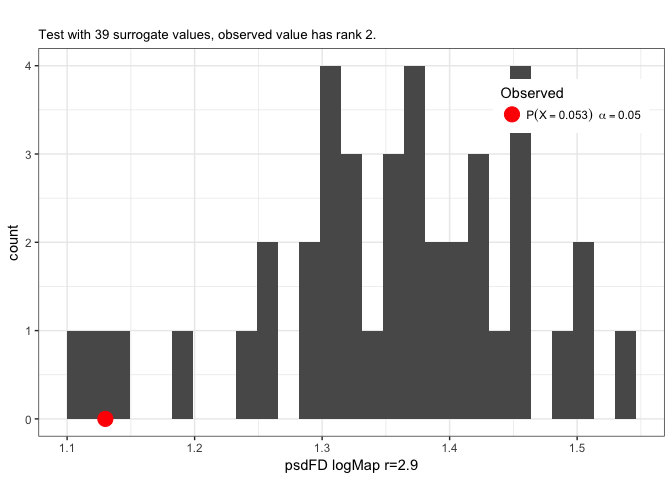 Test with 39 surrogate values, observed value has rank 2.
4
3
2
1
0
count
Observed
P(X = 0.053) α = 0.05
1.1 1.2 1.3 1.4 1.5
psdFD logMap r=2.9